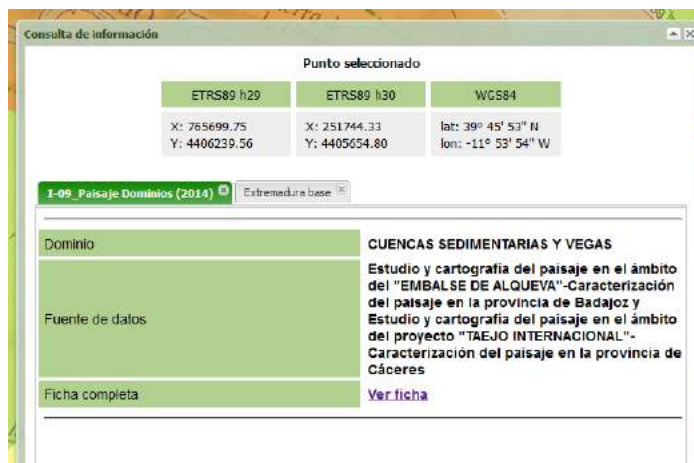 Consulta de información
Punto seleccionado
ETRS89 h29 ETRS89 h30 WGS84
X: 765699.75 X: 251744.33 lat: 39º 45' 53" N
Y: 4406239.56 Y: 4405654.80 lon: -11º 53' 54" W
I-09_Paisaje Dominios (2014) Extremadura base
Dominio CUENCAS SEDIMENTARIAS Y VEGAS
Estudio y cartografía del paisaje en el ámbito
del "EMBALSE DE ALQUEVA"-Caracterización
del paisaje en la provincia de Badajoz y
Fuente de datos Estudio y cartografía del paisaje en el ámbito
del proyecto "TAEJO INTERNACIONAL"-
Caracterización del paisaje en la provincia de
Cáceres
Ficha completa Ver ficha